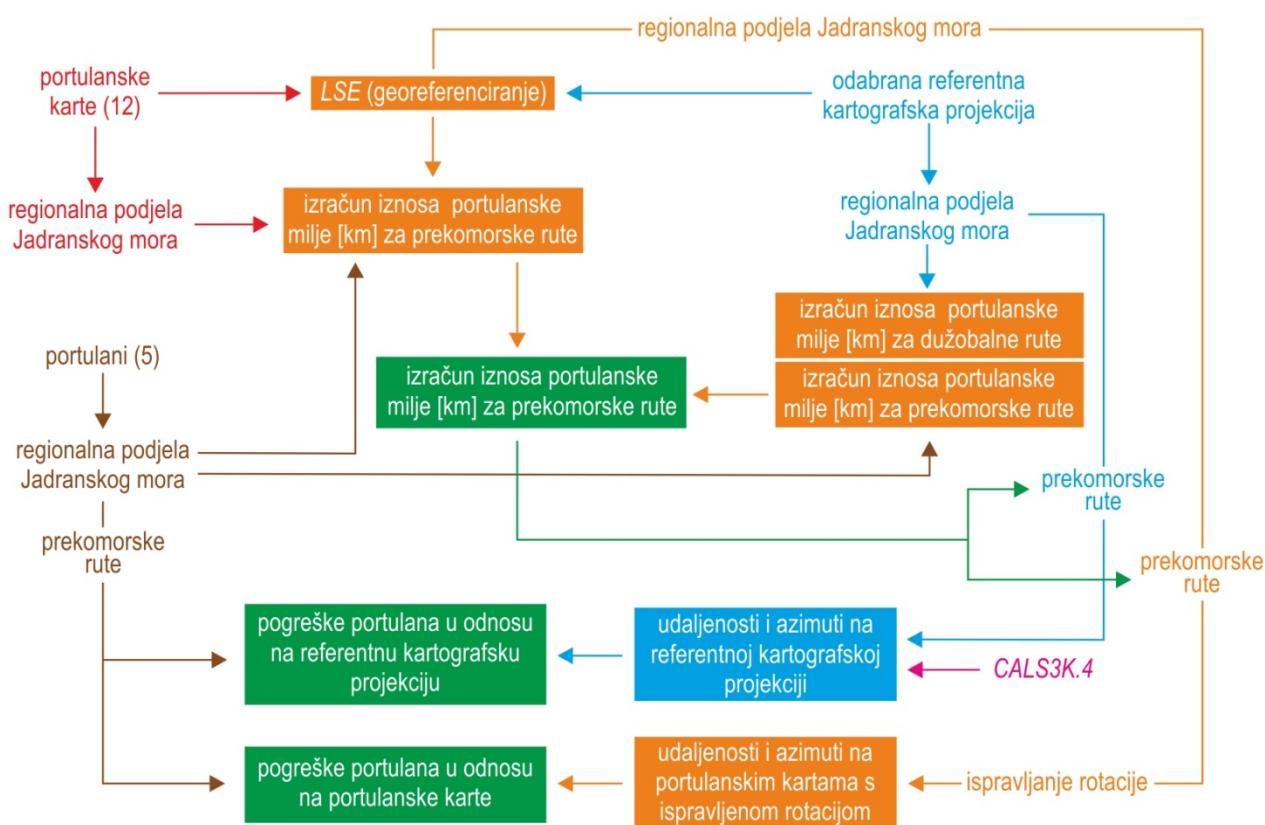 regionalna podjela Jadranskog mora
portulanske
karte (12)
LSE (georeferenciranje)
odabrana referentna
kartografska projekcija
regionalna podjela
Jadranskog mora
izračun iznosa portulanske
milje [km] za prekomorske rute
regionalna podjela
Jadranskog mora
izračun iznosa portulanske
milje [km] za dužobalne rute
portulani (5)
izračun iznosa portulanske
milje [km] za prekomorske rute
izračun iznosa portulanske
milje [km] za prekomorske rute
regionalna podjela
Jadranskog mora
prekomorske
rute
prekomorske
rute
prekomorske
rute
pogreške portulana u odnosu
na referentnu kartografsku
projekciju
udaljenosti i azimuti na
referentnoj kartografskoj
projekciji
CALS3K.4
pogreške portulana u odnosu
na portulanske karte
udaljenosti i azimuti na
portulanskim kartama s
ispravljenom rotacijom
ispravljanje rotacije